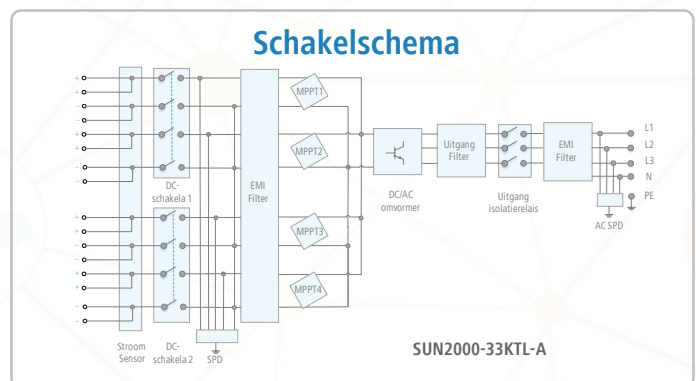 Schakelschema
+
+
−
−
+
+
−
−
+
+
−
−
+
+
−
−
Stroom
Sensor
DC-
schakela 1
DC-
schakela 2
SPD
EMI
Filter
MPPT1
MPPT2
MPPT3
MPPT4
DC/AC
omvormer
Uitgang
Filter
Uitgang
isolatierelais
EMI
Filter
L1
L2
L3
N
PE
AC SPD
SUN2000-33KTL-A